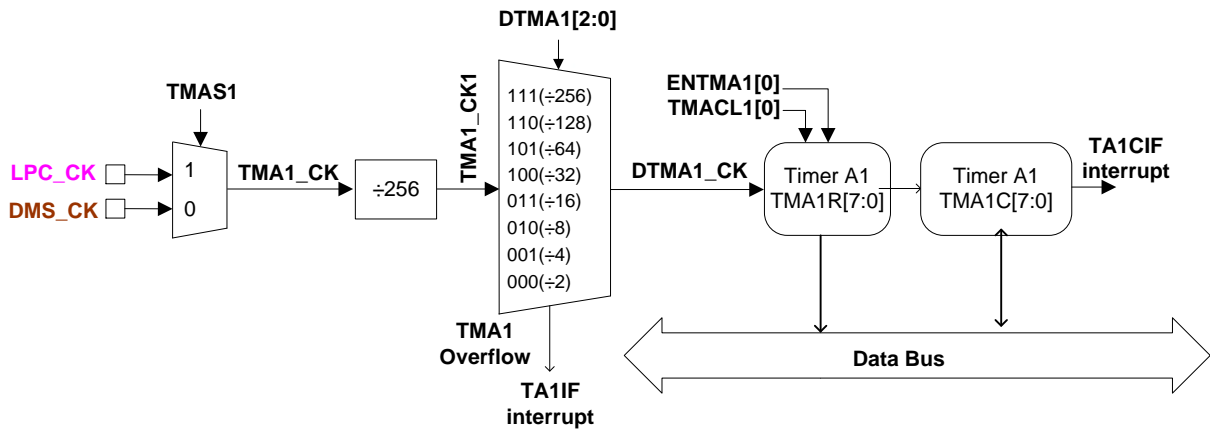 DTMA1[2:0]
TMAS1
LPC_CK
DMS_CK
1
0
TMA1_CK
÷256
TMA1_CK1
111(÷256)
110(÷128)
101(÷64)
100(÷32)
011(÷16)
010(÷8)
001(÷4)
000(÷2)
TMA1
Overflow
TA1IF
interrupt
DTMA1_CK
ENTMA1[0]
TMACL1[0]
Timer A1
TMA1R[7:0]
Timer A1
TMA1C[7:0]
TA1CIF
interrupt
Data Bus